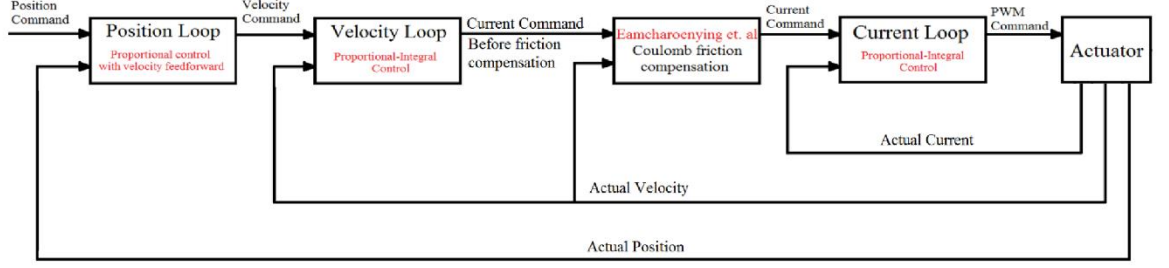 Position
Command
Position Loop
Proportional control
with velocity feedforward
Velocity
Command
Velocity Loop
Proportional-Integral
Control
Current Command
Before friction
compensation
Eamcharoenying et. al
Coulomb friction
compensation
Current
Command
Current Loop
Proportional-Integral
Control
PWM
Command
Actuator
Actual Current
Actual Velocity
Actual Position